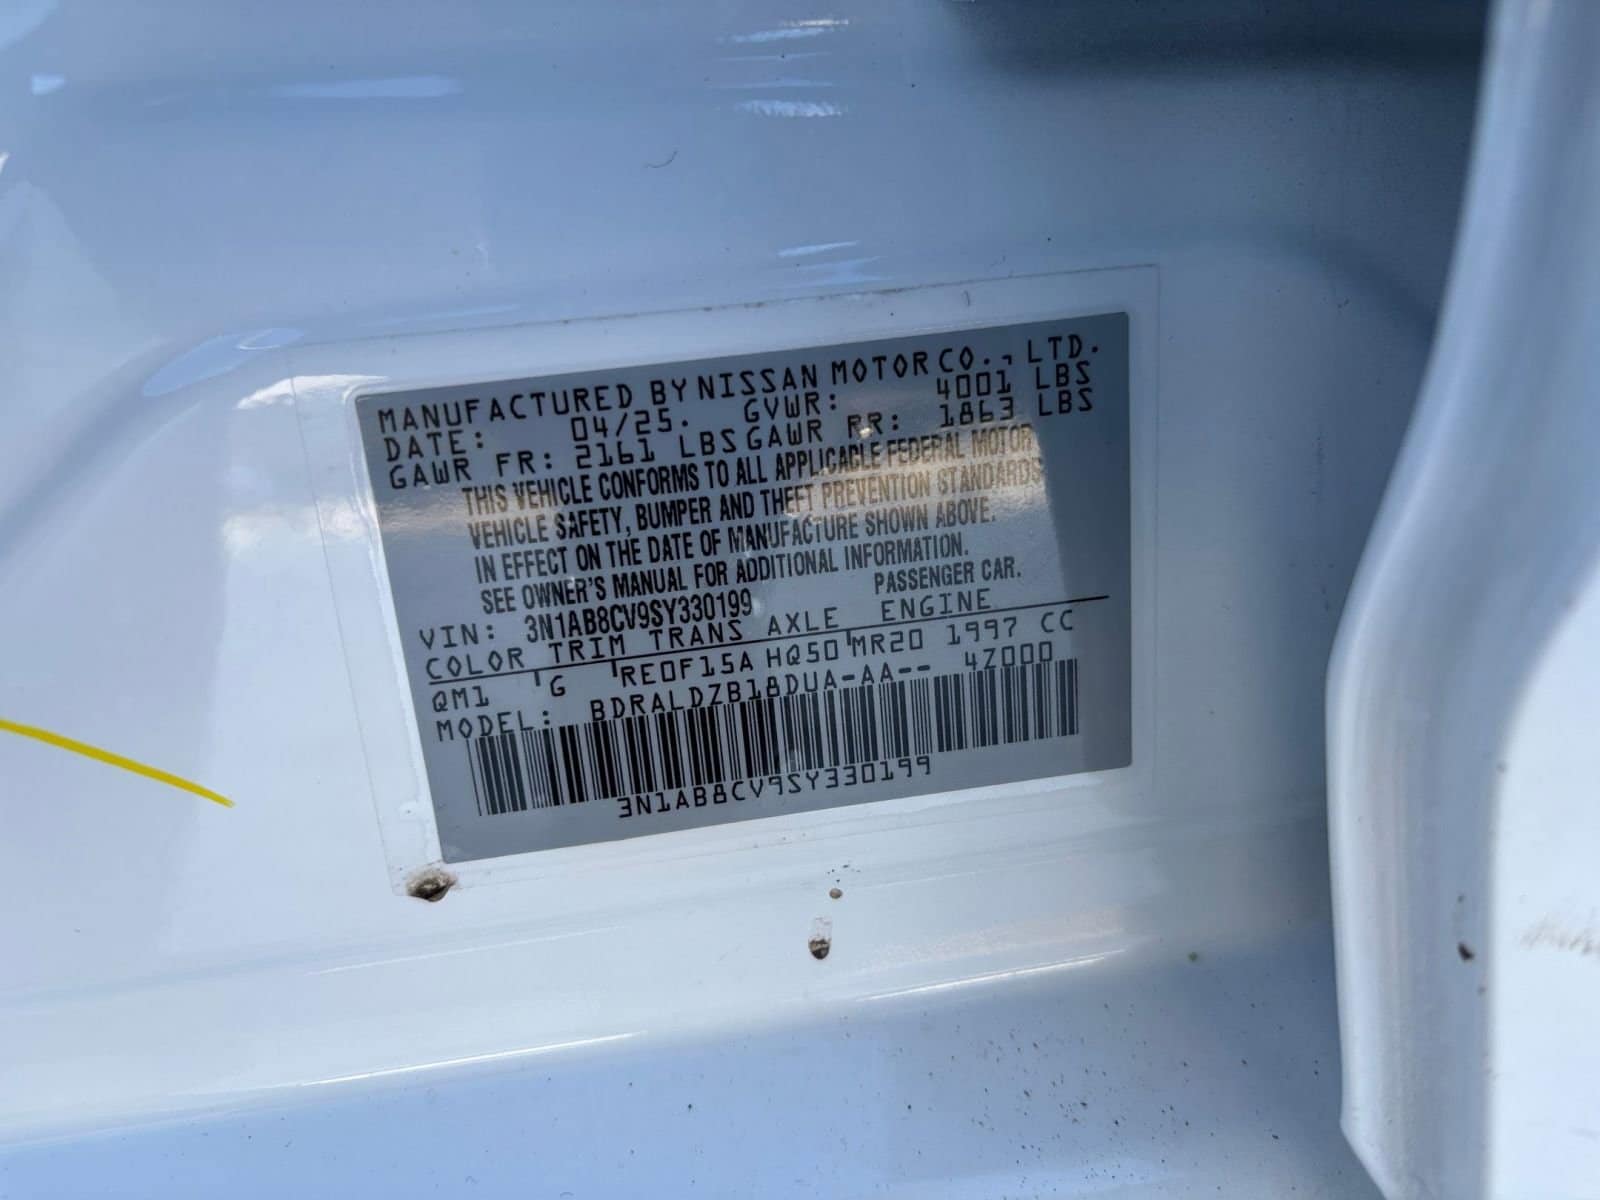 MANUFACTURED BY NISSAN MOTOR CO., LTD.
DATE: 04/25. GVWR: 4001 LBS
GAWR FR: 2161 LBS GAWR RR: 1863 LBS
THIS VEHICLE CONFORMS TO ALL APPLICABLE FEDERAL MOTOR
VEHICLE SAFETY, BUMPER AND THEFT PREVENTION STANDARDS
IN EFFECT ON THE DATE OF MANUFACTURE SHOWN ABOVE.
SEE OWNER'S MANUAL FOR ADDITIONAL INFORMATION.
PASSENGER CAR.
VIN: 3N1AB8CV9SY330199
COLOR TRIM TRANS AXLE ENGINE
QM1 G RE0F15A HQ50 MR20 1997 CC
MODEL: BDRALDZB18DUA-AA-- 4Z000
3N1AB8CV9SY330199